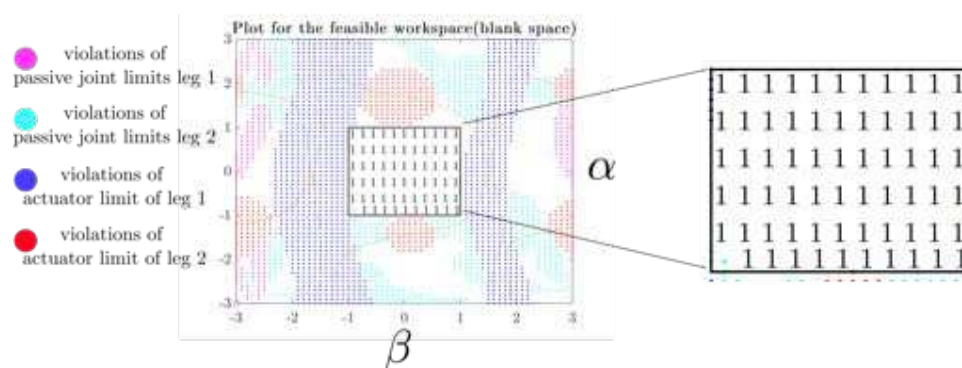 Plot for the feasible workspace(blank space)
violations of
passive joint limits leg 1
violations of
passive joint limits leg 2
violations of
actuator limit of leg 1
violations of
actuator limit of leg 2
3
2
1
0
-1
-2
-3
-3
-2
-1
0
1
2
3
α
β
1 1 1 1 1 1 1 1 1 1 1
1 1 1 1 1 1 1 1 1 1 1
1 1 1 1 1 1 1 1 1 1 1
1 1 1 1 1 1 1 1 1 1 1
1 1 1 1 1 1 1 1 1 1 1
1 1 1 1 1 1 1 1 1 1